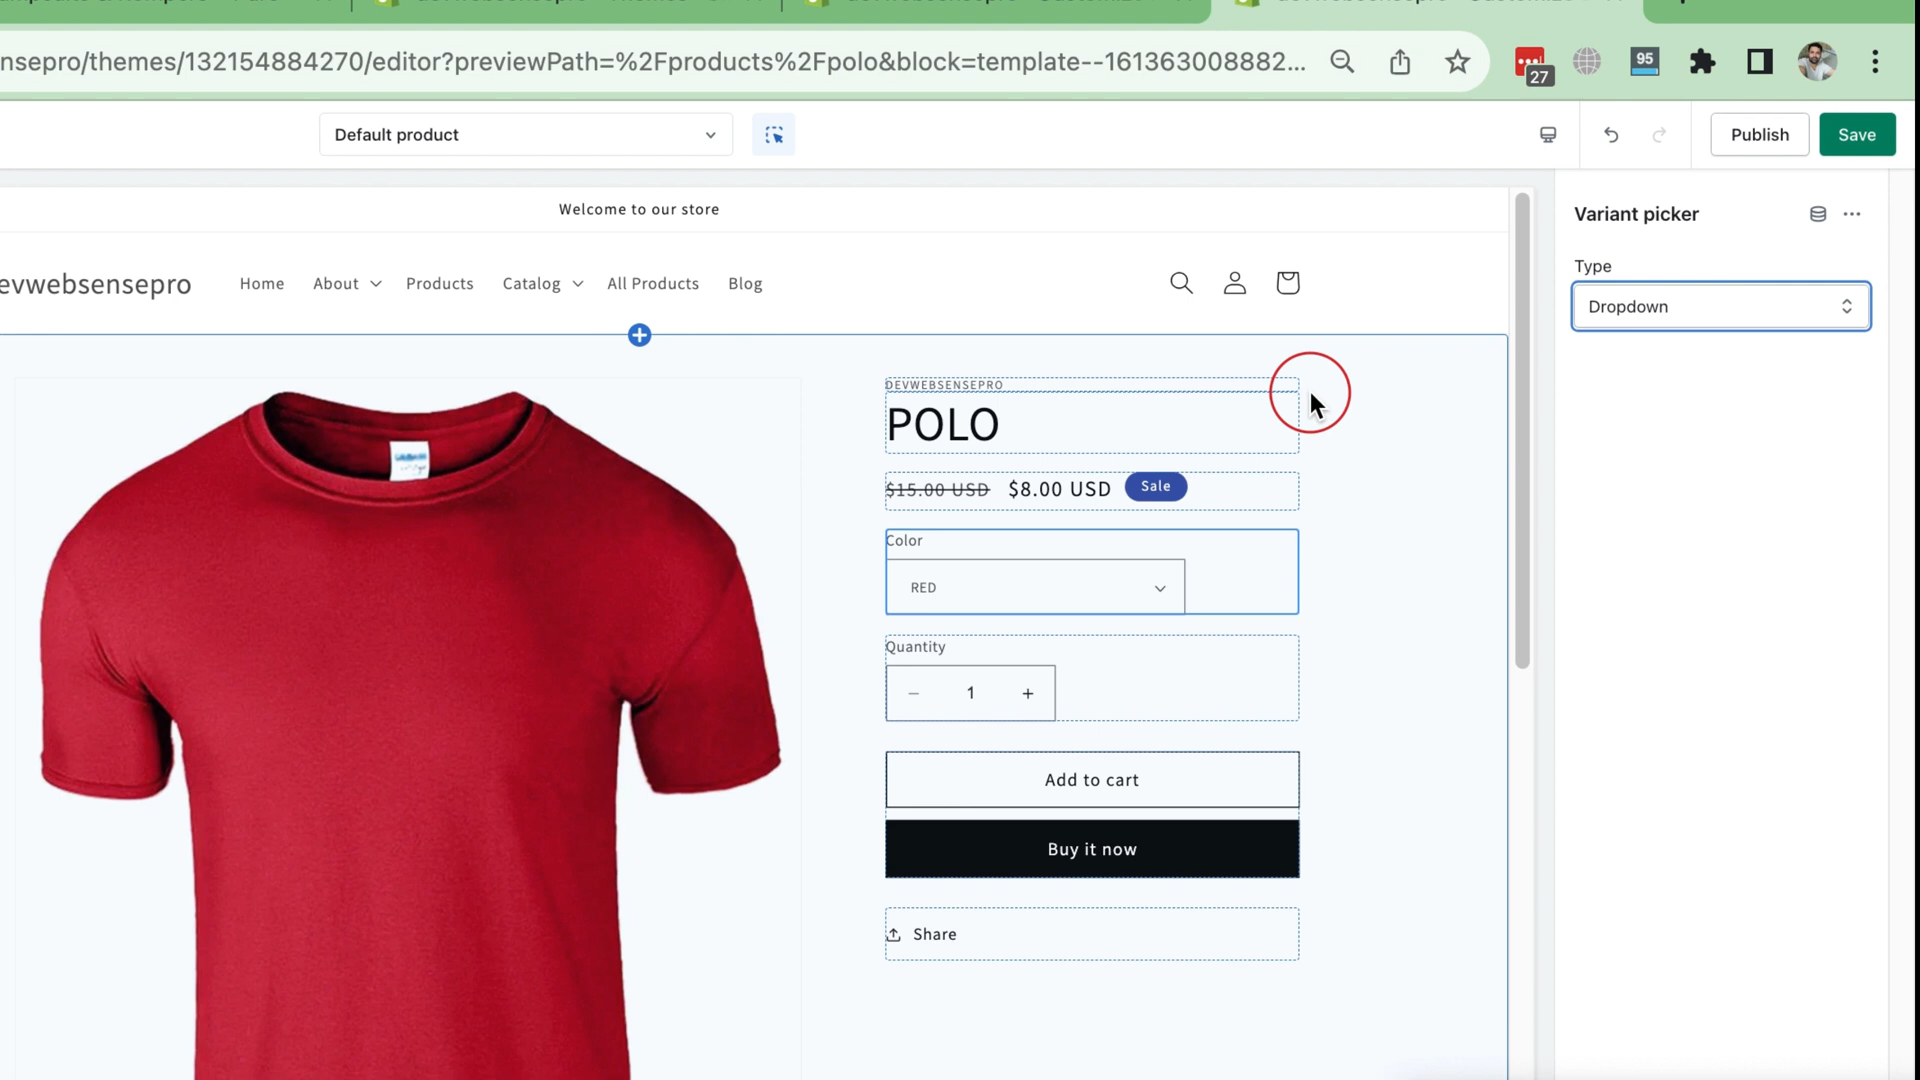 nsepro/themes/132154884270/editor?previewPath=%2Fproducts%2Fpolo&block=template--161363008882...
27
95
Default product
Publish
Save
Welcome to our store
Variant picker
Type
Dropdown
evwebsensepro
Home
About
Products
Catalog
All Products
Blog
DEVWEBSENSEPRO
POLO
$15.00 USD $8.00 USD Sale
Color
RED
Quantity
1
Add to cart
Buy it now
Share